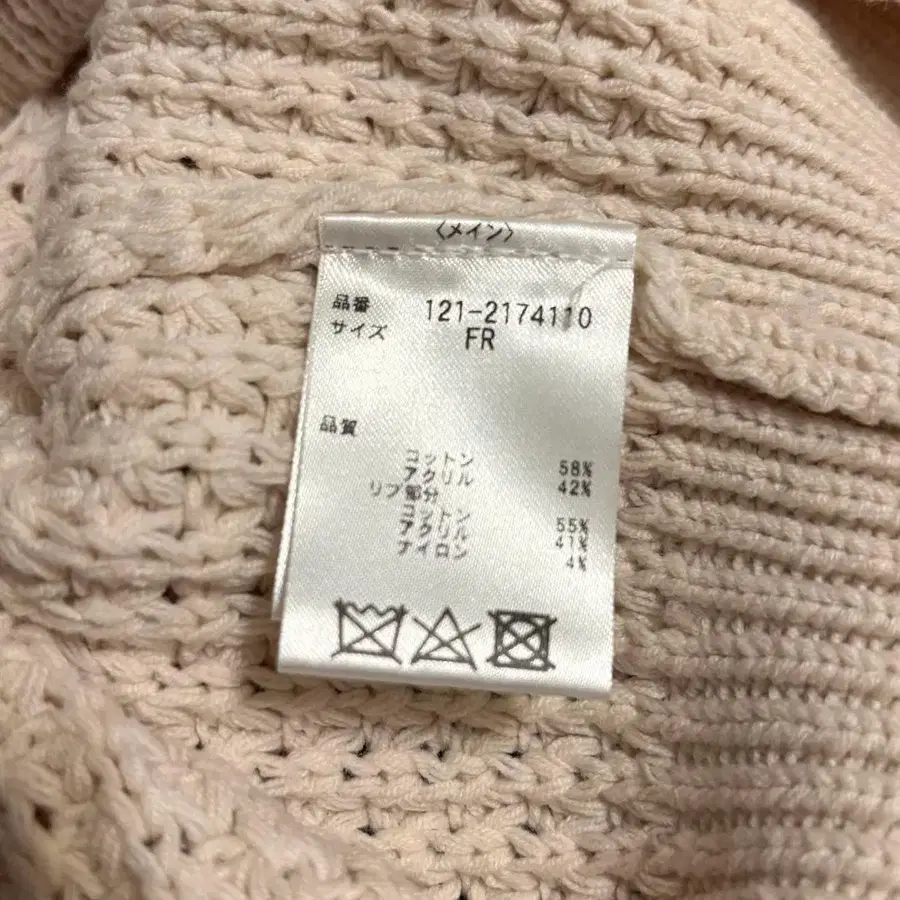 〈メイン〉
品番 121-2174110
サイズ FR
品質
コットン 58%
アクリル 42%
リブ部分
コットン 55%
アクリル 41%
ナイロン 4%